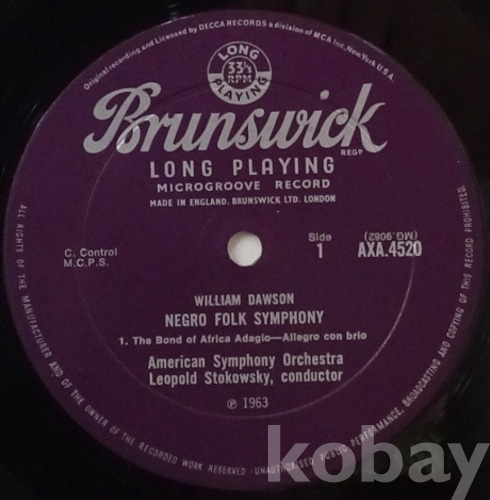 Original recording and Licensed by DECCA RECORDS a division of MCA Inc. New York U.S.A.
LONG
33⅓
RPM
PLAYING
Brunswick
REGD
LONG PLAYING
MICROGROOVE RECORD
MADE IN ENGLAND. BRUNSWICK LTD. LONDON
C. Control
M.C.P.S.
Side
1
(MG.9082)
AXA.4520
WILLIAM DAWSON
NEGRO FOLK SYMPHONY
1. The Bond of Africa Adagio—Allegro con brio
American Symphony Orchestra
Leopold Stokowsky, conductor
℗ 1963
ALL RIGHTS OF THE MANUFACTURER AND OF THE OWNER OF THE RECORDED WORK RESERVED · UNAUTHORISED PUBLIC PERFORMANCE, BROADCASTING AND COPYING OF THIS RECORD PROHIBITED.
kobay